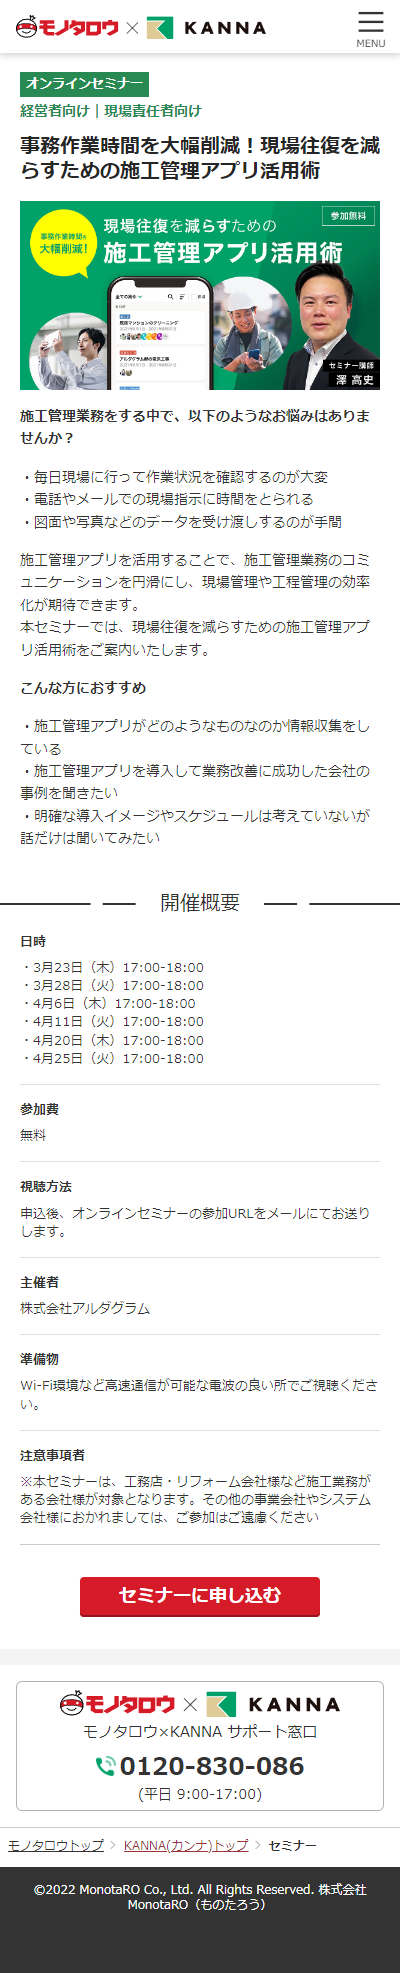 モノタロウ × KANNA
MENU
オンラインセミナー
経営者向け｜現場責任者向け
事務作業時間を大幅削減！現場往復を減
らすための施工管理アプリ活用術
事務作業時間を
大幅削減！
現場往復を減らすための
施工管理アプリ活用術
参加無料
全ての案件
セミナー講師
澤 高史
施工管理業務をする中で、以下のようなお悩みはありま
せんか？
・毎日現場に行って作業状況を確認するのが大変
・電話やメールでの現場指示に時間をとられる
・図面や写真などのデータを受け渡しするのが手間
施工管理アプリを活用することで、施工管理業務のコミ
ュニケーションを円滑にし、現場管理や工程管理の効率
化が期待できます。
本セミナーでは、現場往復を減らすための施工管理アプ
リ活用術をご案内いたします。
こんな方におすすめ
・施工管理アプリがどのようなものなのか情報収集をし
ている
・施工管理アプリを導入して業務改善に成功した会社の
事例を聞きたい
・明確な導入イメージやスケジュールは考えていないが
話だけは聞いてみたい
開催概要
日時
・3月23日（木）17:00-18:00
・3月28日（火）17:00-18:00
・4月6日（木）17:00-18:00
・4月11日（火）17:00-18:00
・4月20日（木）17:00-18:00
・4月25日（火）17:00-18:00
参加費
無料
視聴方法
申込後、オンラインセミナーの参加URLをメールにてお送り
します。
主催者
株式会社アルダグラム
準備物
Wi-Fi環境など高速通信が可能な電波の良い所でご視聴くださ
い。
注意事項者
※本セミナーは、工務店・リフォーム会社様など施工業務が
ある会社様が対象となります。その他の事業会社やシステム
会社様におかれましては、ご参加はご遠慮ください
セミナーに申し込む
モノタロウ × KANNA
モノタロウ×KANNA サポート窓口
0120-830-086
(平日 9:00-17:00)
モノタロウトップ > KANNA(カンナ)トップ > セミナー
©2022 MonotaRO Co., Ltd. All Rights Reserved. 株式会社
MonotaRO（ものたろう）